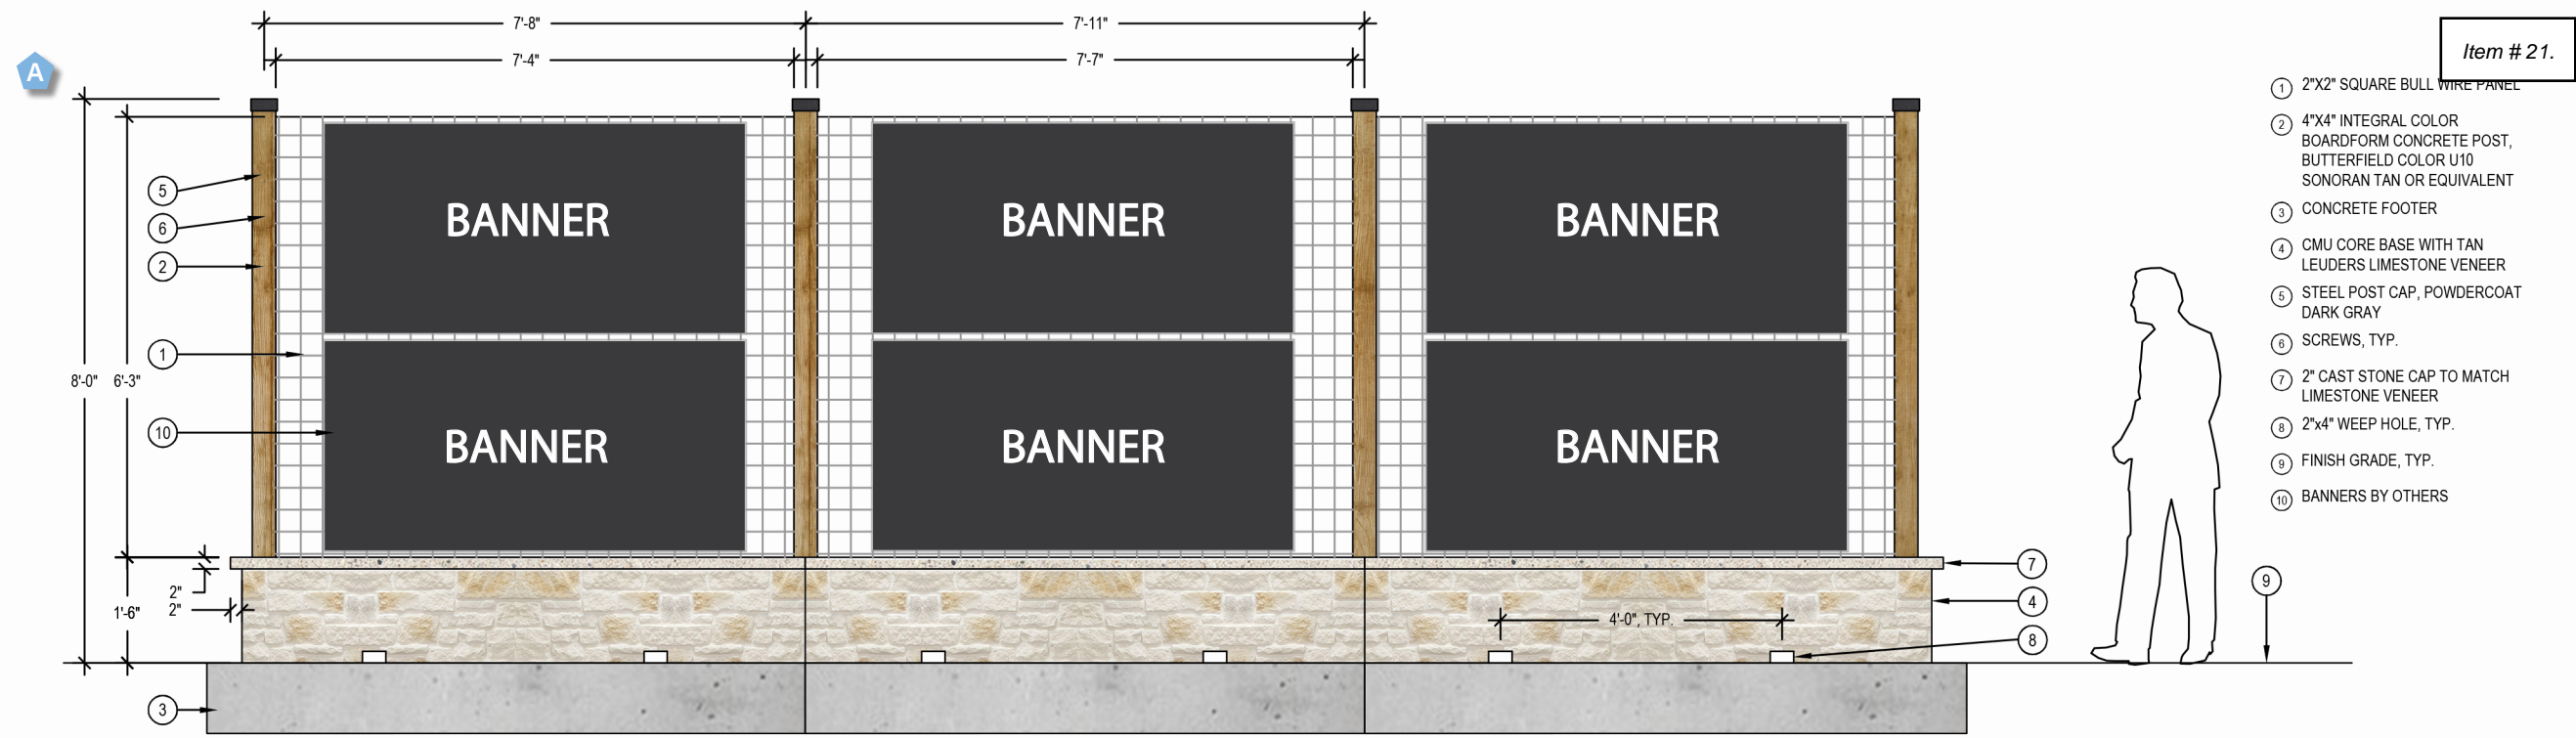 7'-8"
7'-11"
7'-4"
7'-7"
A
Item # 21.
1 2"X2" SQUARE BULL WIRE PANEL
2 4"X4" INTEGRAL COLOR
BOARDFORM CONCRETE POST,
BUTTERFIELD COLOR U10
SONORAN TAN OR EQUIVALENT
3 CONCRETE FOOTER
4 CMU CORE BASE WITH TAN
LEUDERS LIMESTONE VENEER
5 STEEL POST CAP, POWDERCOAT
DARK GRAY
6 SCREWS, TYP.
7 2" CAST STONE CAP TO MATCH
LIMESTONE VENEER
8 2"x4" WEEP HOLE, TYP.
9 FINISH GRADE, TYP.
10 BANNERS BY OTHERS
5
6
2
1
10
3
8'-0"
6'-3"
1'-6"
2"
2"
BANNER
BANNER
BANNER
BANNER
BANNER
BANNER
4'-0", TYP.
7
4
8
9